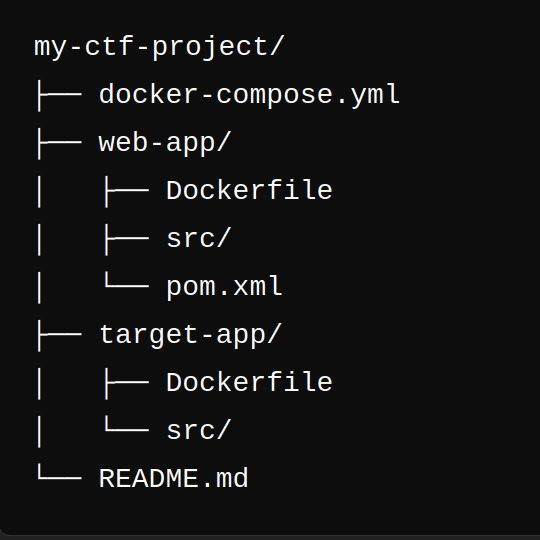 my-ctf-project/
├── docker-compose.yml
├── web-app/
│   ├── Dockerfile
│   ├── src/
│   └── pom.xml
├── target-app/
│   ├── Dockerfile
│   └── src/
└── README.md